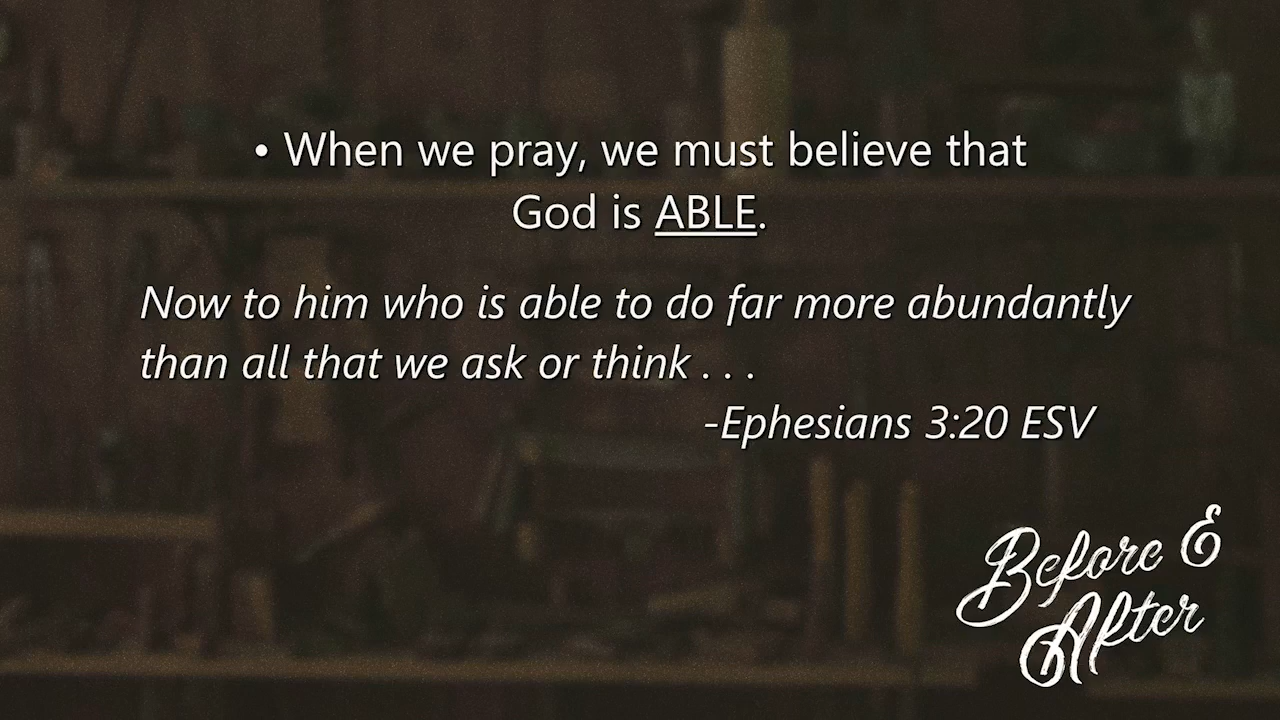 • When we pray, we must believe that
God is ABLE.
Now to him who is able to do far more abundantly
than all that we ask or think . . .
-Ephesians 3:20 ESV
Before &
After